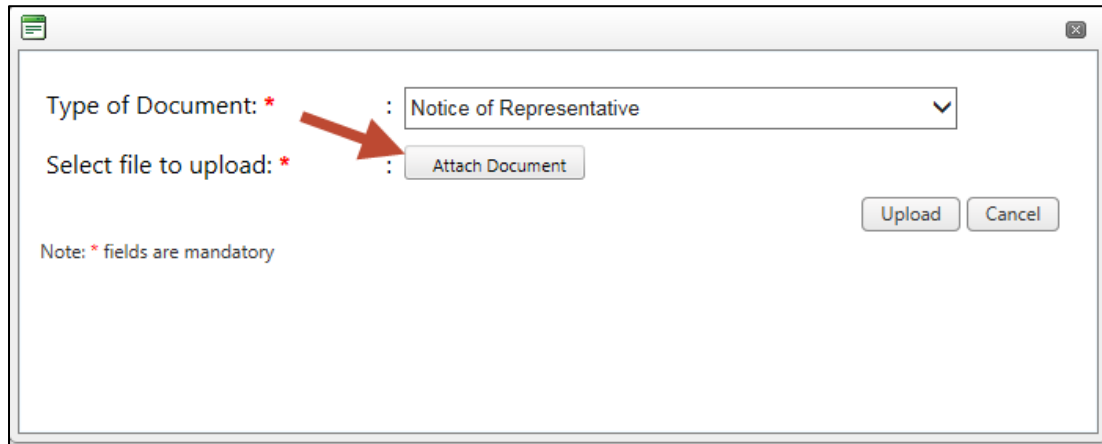 Type of Document: * : Notice of Representative
Select file to upload: * : Attach Document
Upload Cancel
Note: * fields are mandatory